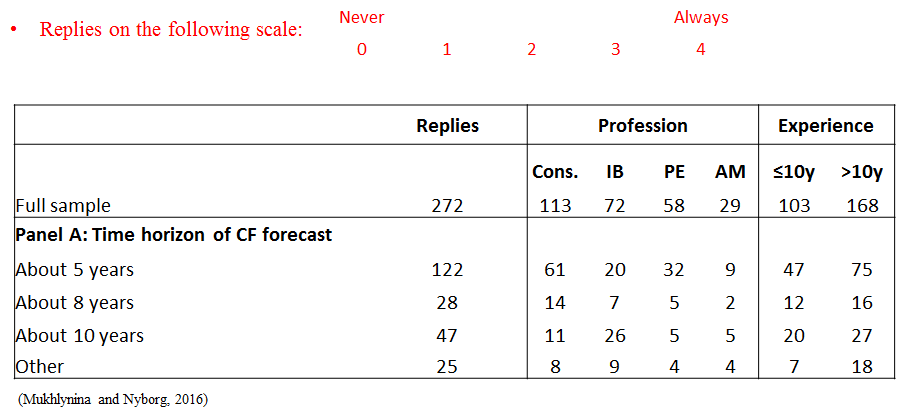 Never Always
• Replies on the following scale:
0 1 2 3 4
Replies Profession Experience
Cons. IB PE AM ≤10y >10y
Full sample 272 113 72 58 29 103 168
Panel A: Time horizon of CF forecast
About 5 years 122 61 20 32 9 47 75
About 8 years 28 14 7 5 2 12 16
About 10 years 47 11 26 5 5 20 27
Other 25 8 9 4 4 7 18
(Mukhlynina and Nyborg, 2016)